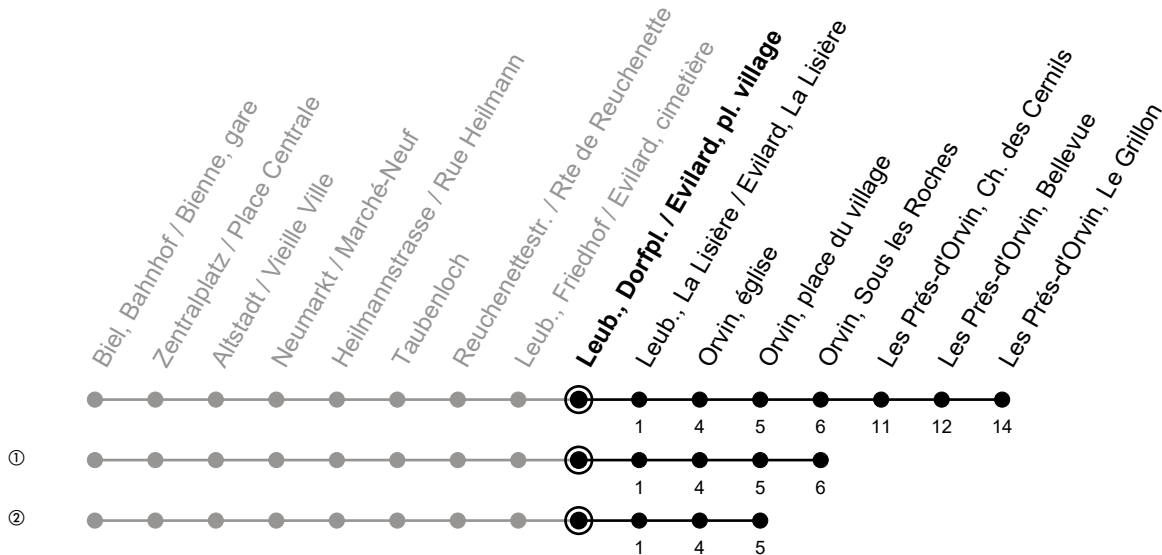 Biel, Bahnhof / Bienne, gare
Zentralplatz / Place Centrale
Altstadt / Vieille Ville
Neumarkt / Marché-Neuf
Heilmannstrasse / Rue Heilmann
Taubenloch
Reuchenettestr. / Rte de Reuchenette
Leub., Friedhof / Evilard, cimetière
Leub., Dorfpl. / Evilard, pl. village
Leub., La Lisière / Evilard, La Lisière
Orvin, église
Orvin, place du village
Orvin, Sous les Roches
Les Prés-d'Orvin, Ch. des Cernils
Les Prés-d'Orvin, Bellevue
Les Prés-d'Orvin, Le Grillon
1 4 5 6 11 12 14
①
1 4 5 6
②
1 4 5